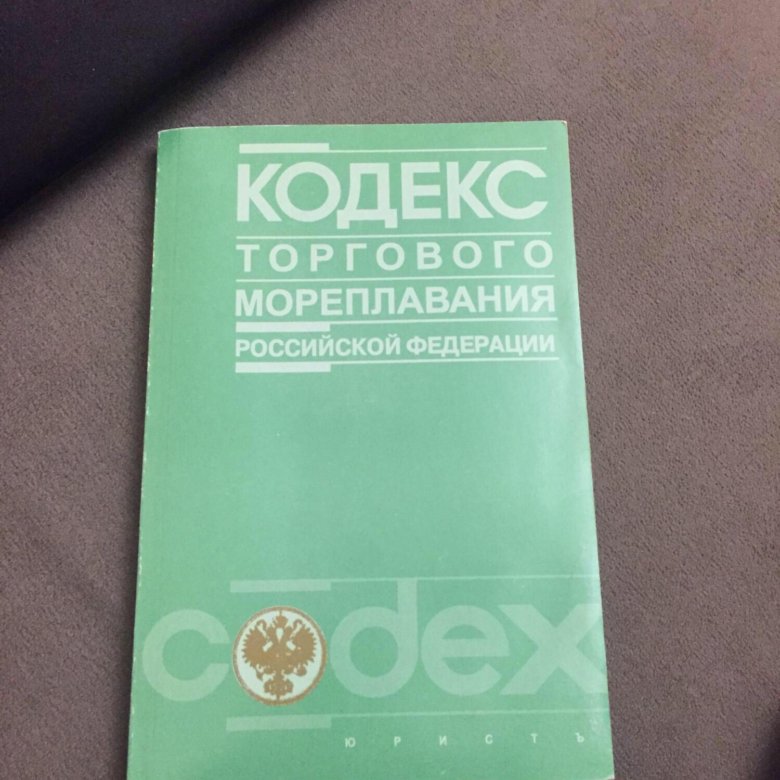 КОДЕКС
ТОРГОВОГО
МОРЕПЛАВАНИЯ
РОССИЙСКОЙ ФЕДЕРАЦИИ
codex
ЮРИСТЪ